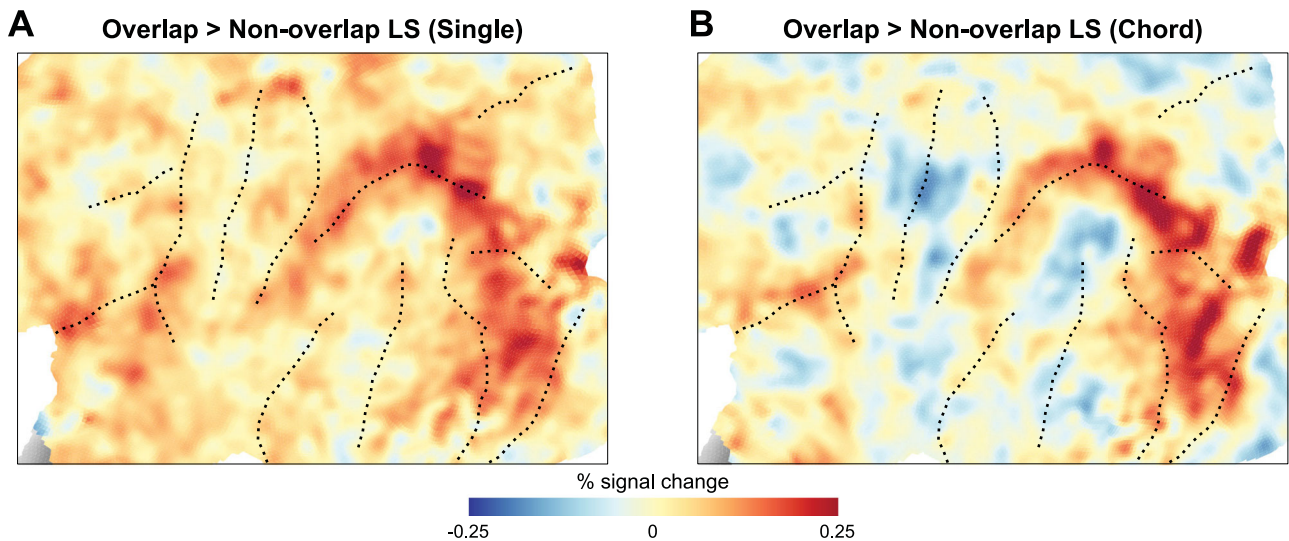 A Overlap > Non-overlap LS (Single)
B Overlap > Non-overlap LS (Chord)
% signal change
-0.25 0 0.25